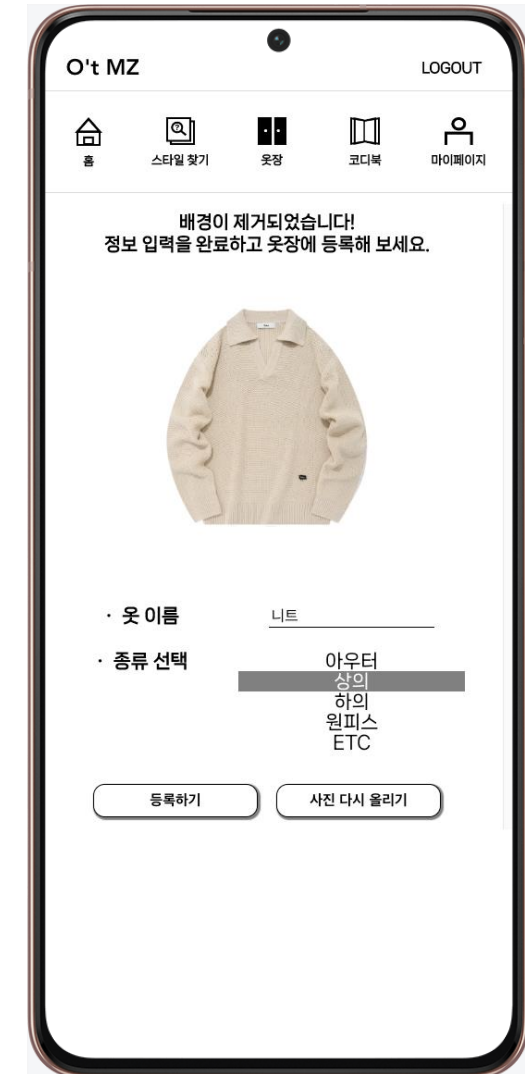 O't MZ
LOGOUT
홈
스타일 찾기
옷장
코디북
마이페이지
배경이 제거되었습니다!
정보 입력을 완료하고 옷장에 등록해 보세요.
· 옷 이름
니트
· 종류 선택
아우터
상의
하의
원피스
ETC
등록하기
사진 다시 올리기